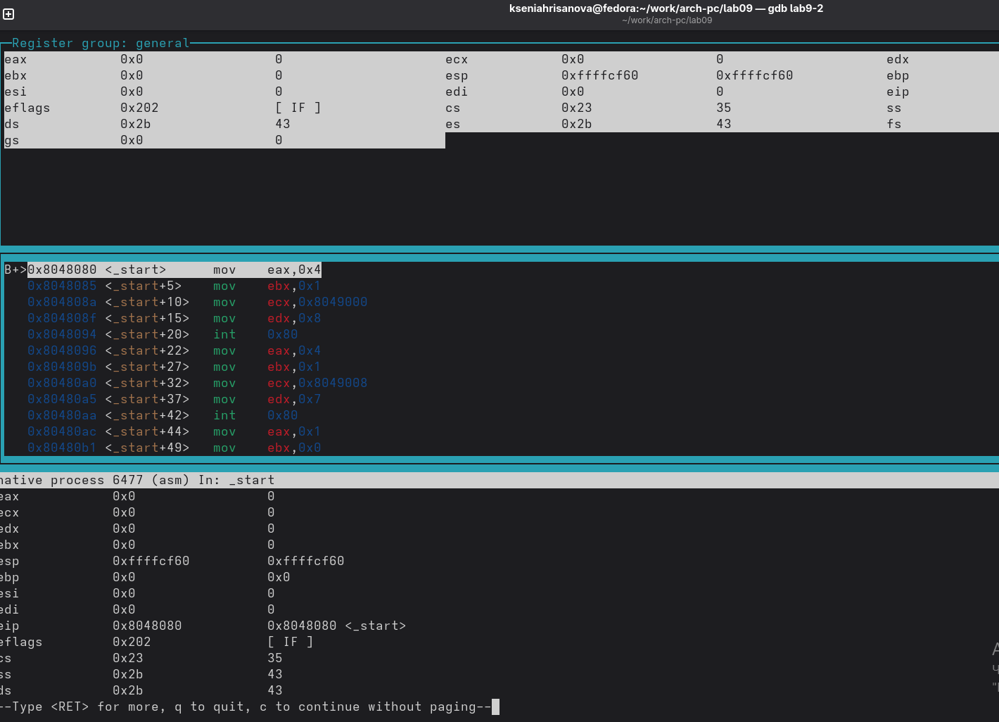 kseniahrisanova@fedora:~/work/arch-pc/lab09 — gdb lab9-2
~/work/arch-pc/lab09
Register group: general
eax 0x0 0 ecx 0x0 0 edx
ebx 0x0 0 esp 0xffffcf60 0xffffcf60 ebp
esi 0x0 0 edi 0x0 0 eip
eflags 0x202 [ IF ] cs 0x23 35 ss
ds 0x2b 43 es 0x2b 43 fs
gs 0x0 0
B+>0x8048080 <_start> mov eax,0x4
0x8048085 <_start+5> mov ebx,0x1
0x804808a <_start+10> mov ecx,0x8049000
0x804808f <_start+15> mov edx,0x8
0x8048094 <_start+20> int 0x80
0x8048096 <_start+22> mov eax,0x4
0x804809b <_start+27> mov ebx,0x1
0x80480a0 <_start+32> mov ecx,0x8049008
0x80480a5 <_start+37> mov edx,0x7
0x80480aa <_start+42> int 0x80
0x80480ac <_start+44> mov eax,0x1
0x80480b1 <_start+49> mov ebx,0x0
native process 6477 (asm) In: _start
eax 0x0 0
ecx 0x0 0
edx 0x0 0
ebx 0x0 0
esp 0xffffcf60 0xffffcf60
ebp 0x0 0x0
esi 0x0 0
edi 0x0 0
eip 0x8048080 0x8048080 <_start>
eflags 0x202 [ IF ]
cs 0x23 35
ss 0x2b 43
ds 0x2b 43
--Type <RET> for more, q to quit, c to continue without paging--